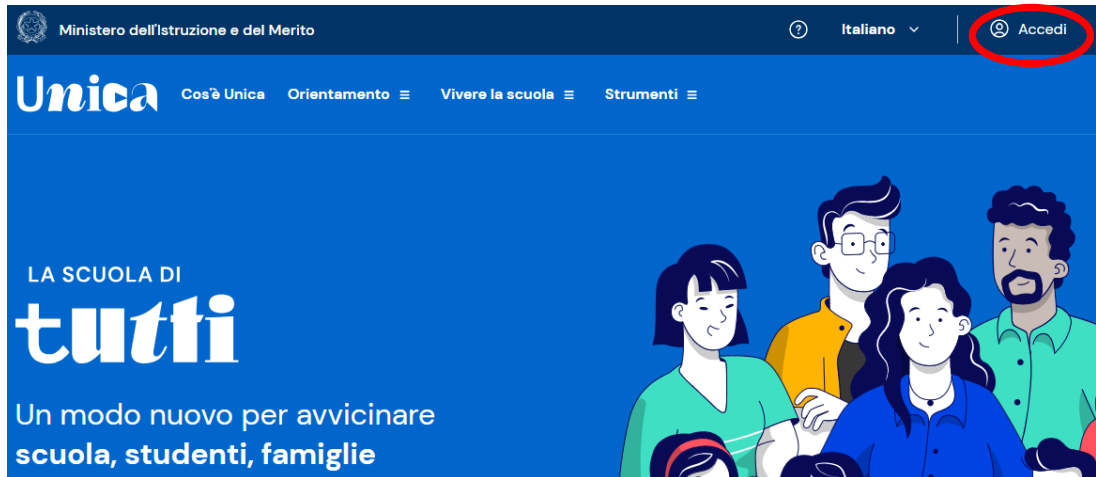 Ministero dell'Istruzione e del Merito
Italiano
Accedi
Unica
Cos'è Unica
Orientamento
Vivere la scuola
Strumenti
LA SCUOLA DI
tutti
Un modo nuovo per avvicinare
scuola, studenti, famiglie